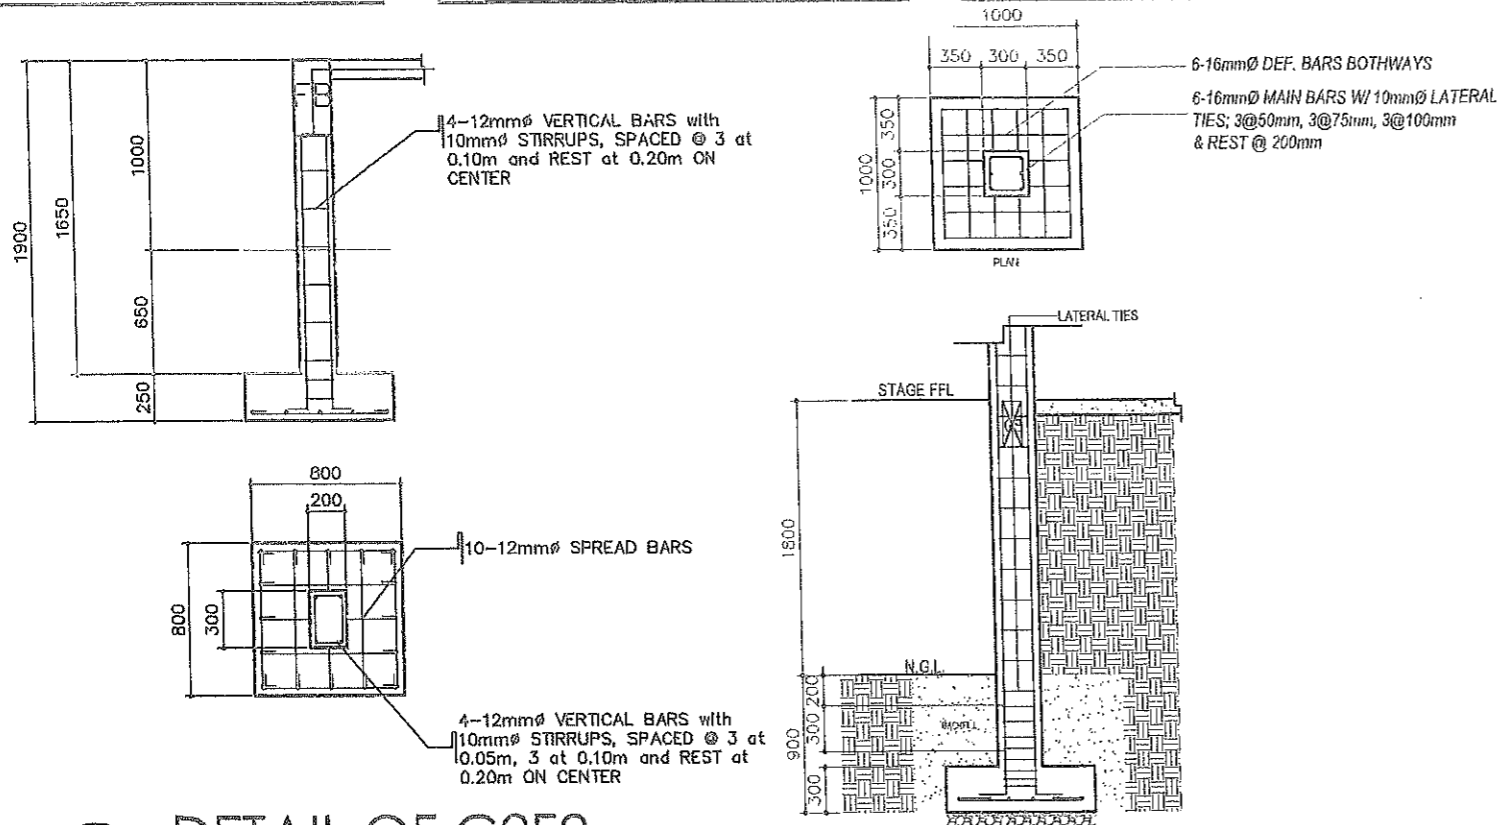 1900
1650
1000
650
250
4-12mmØ VERTICAL BARS with
10mmØ STIRRUPS, SPACED @ 3 at
0.10m and REST at 0.20m ON
CENTER
800
200
800
300
10-12mmØ SPREAD BARS
4-12mmØ VERTICAL BARS with
10mmØ STIRRUPS, SPACED @ 3 at
0.05m, 3 at 0.10m and REST at
0.20m ON CENTER
1000
350 300 350
1000
350
300
350
6-16mmØ DEF. BARS BOTHWAYS
6-16mmØ MAIN BARS W/ 10mmØ LATERAL
TIES; 3@50mm, 3@75mm, 3@100mm
& REST @ 200mm
PLAN
LATERAL TIES
STAGE FFL
1800
N.G.L.
900
200
300
300
DETAIL OF